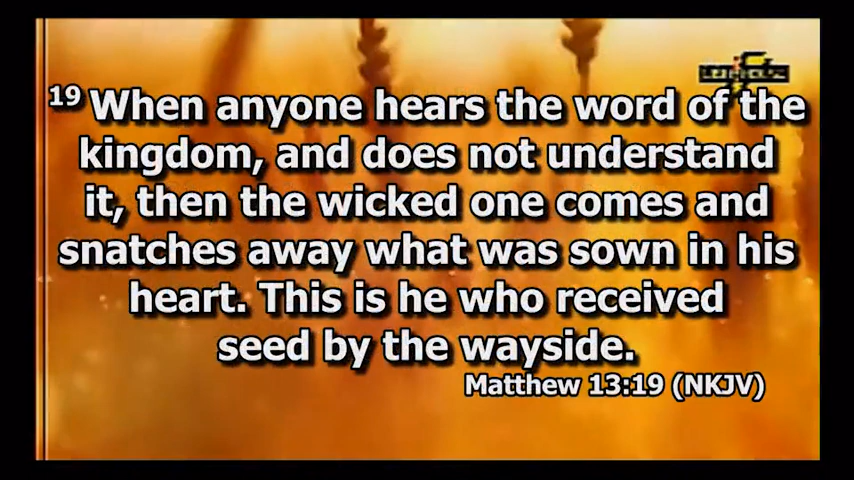 19 When anyone hears the word of the
kingdom, and does not understand
it, then the wicked one comes and
snatches away what was sown in his
heart. This is he who received
seed by the wayside.
Matthew 13:19 (NKJV)